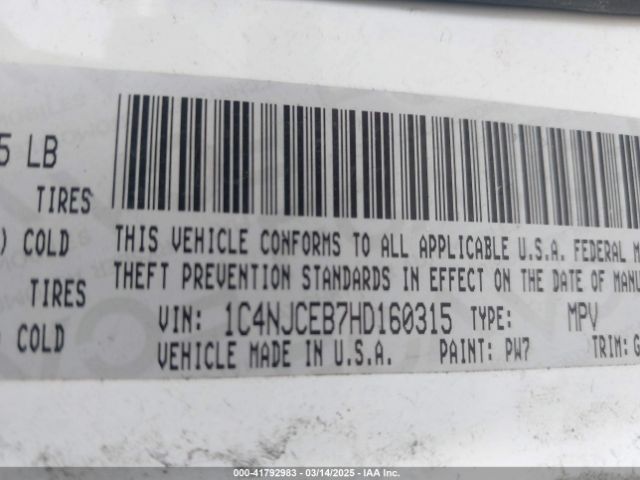 5 LB
TIRES
) COLD
TIRES
COLD
THIS VEHICLE CONFORMS TO ALL APPLICABLE U.S.A. FEDERAL M
THEFT PREVENTION STANDARDS IN EFFECT ON THE DATE OF MANU
VIN: 1C4NJCEB7HD160315 TYPE: MPV
VEHICLE MADE IN U.S.A. PAINT: PW7 TRIM: G
000-41792983 - 03/14/2025 - IAA Inc.